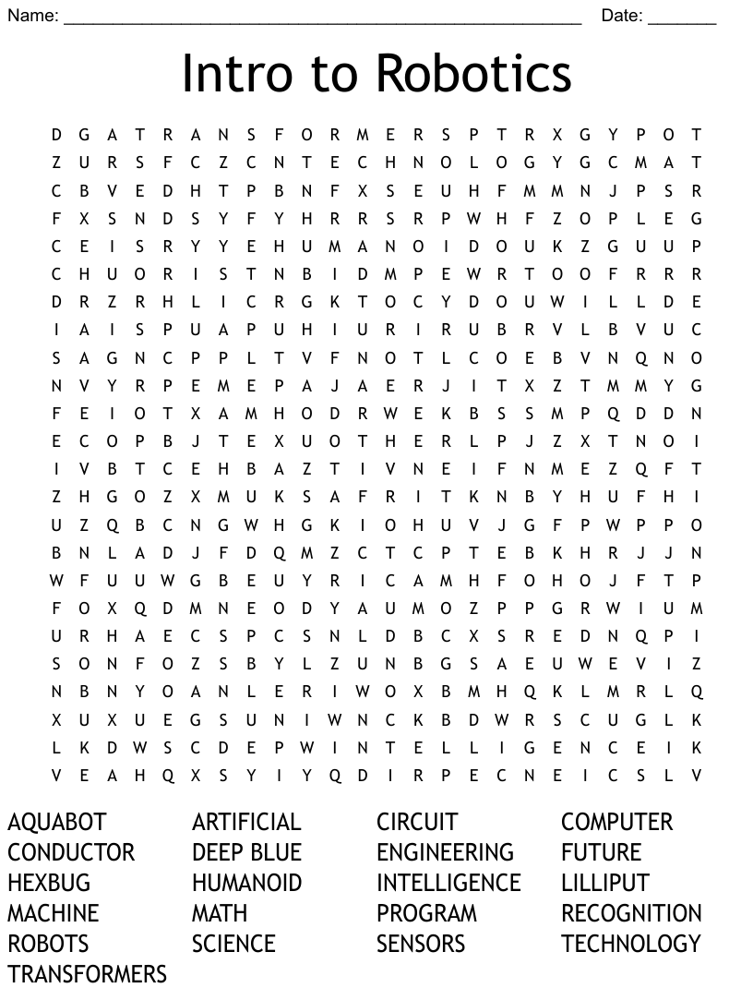 Name: ______________________________________________________ Date: _______
Intro to Robotics
D G A T R A N S F O R M E R S P T R X G Y P O T
Z U R S F C Z C N T E C H N O L O G Y G C M A T
C B V E D H T P B N F X S E U H F M M N J P S R
F X S N D S Y F Y H R R S R P W H F Z O P L E G
C E I S R Y Y E H U M A N O I D O U K Z G U U P
C H U O R I S T N B I D M P E W R T O O F R R R
D R Z R H L I C R G K T O C Y D O U W I L L D E
I A I S P U A P U H I U R I R U B R V L B V U C
S A G N C P P L T V F N O T L C O E B V N Q N O
N V Y R P E M E P A J A E R J I T X Z T M M Y G
F E I O T X A M H O D R W E K B S S M P Q D D N
E C O P B J T E X U O T H E R L P J Z X T N O I
I V B T C E H B A Z T I V N E I F N M E Z Q F T
Z H G O Z X M U K S A F R I T K N B Y H U F H I
U Z Q B C N G W H G K I O H U V J G F P W P P O
B N L A D J F D Q M Z C T C P T E B K H R J J N
W F U U W G B E U Y R I C A M H F O H O J F T P
F O X Q D M N E O D Y A U M O Z P P G R W I U M
U R H A E C S P C S N L D B C X S R E D N Q P I
S O N F O Z S B Y L Z U N B G S A E U W E V I Z
N B N Y O A N L E R I W O X B M H Q K L M R L Q
X U X U E G S U N I W N C K B D W R S C U G L K
L K D W S C D E P W I N T E L L I G E N C E I K
V E A H Q X S Y I Y Q D I R P E C N E I C S L V
AQUABOT ARTIFICIAL CIRCUIT COMPUTER
CONDUCTOR DEEP BLUE ENGINEERING FUTURE
HEXBUG HUMANOID INTELLIGENCE LILLIPUT
MACHINE MATH PROGRAM RECOGNITION
ROBOTS SCIENCE SENSORS TECHNOLOGY
TRANSFORMERS